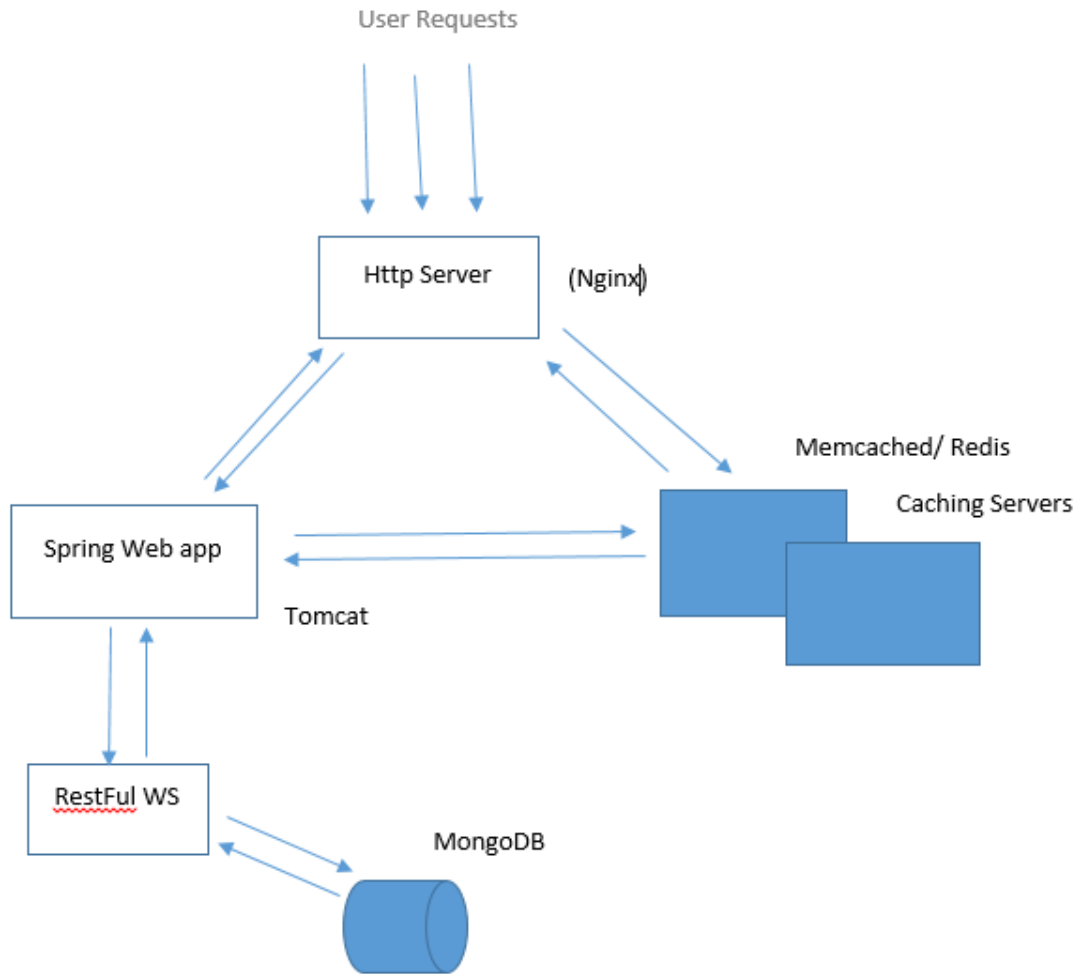 User Requests
Http Server
(Nginx)
Memcached/ Redis
Caching Servers
Spring Web app
Tomcat
RestFul WS
MongoDB